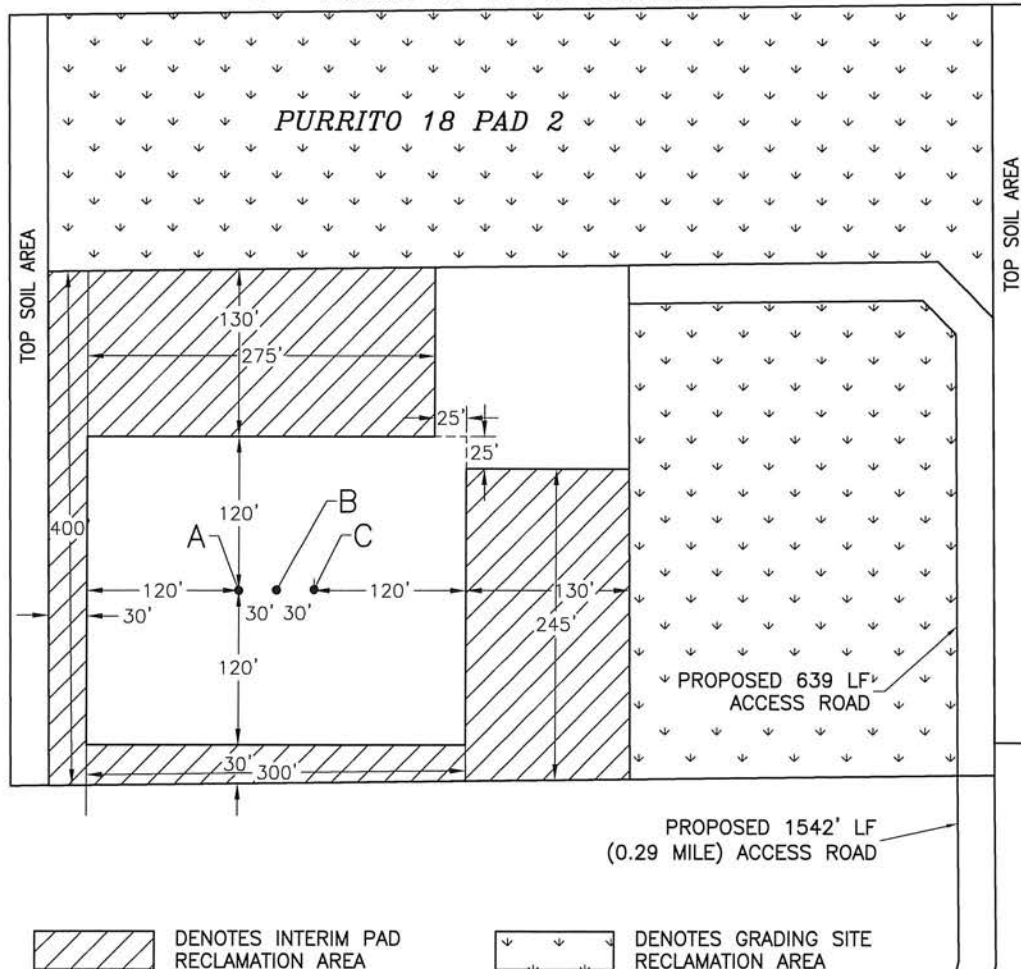 PURRITO 18 PAD 2
TOP SOIL AREA
TOP SOIL AREA
130'
275'
25'
25'
400'
120'
A
B
C
120'
30' 30'
120'
30'
120'
130'
245'
30'
300'
PROPOSED 639 LF
ACCESS ROAD
PROPOSED 1542' LF
(0.29 MILE) ACCESS ROAD
DENOTES INTERIM PAD
RECLAMATION AREA
DENOTES GRADING SITE
RECLAMATION AREA